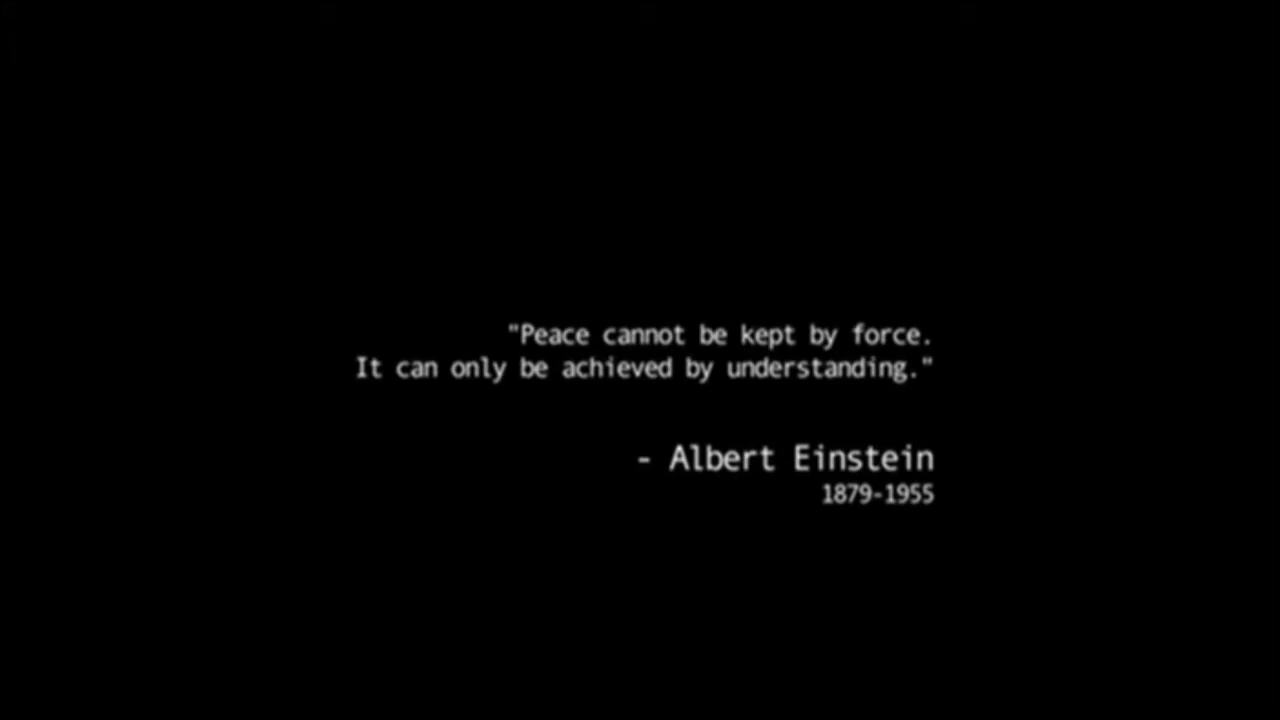 "Peace cannot be kept by force.
It can only be achieved by understanding."
- Albert Einstein
1879-1955